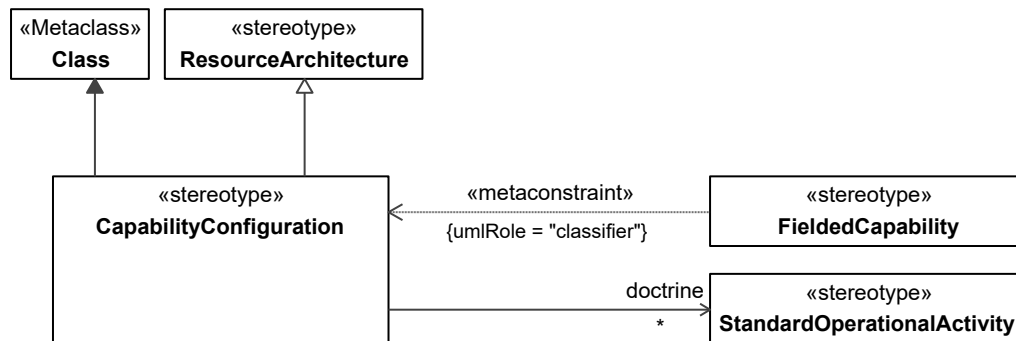 «Metaclass»
Class
«stereotype»
ResourceArchitecture
«stereotype»
CapabilityConfiguration
«metaconstraint»
{umlRole = "classifier"}
«stereotype»
FieldedCapability
doctrine
*
«stereotype»
StandardOperationalActivity